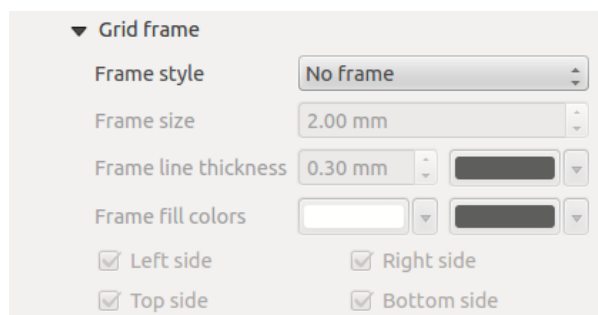 Grid frame
Frame style No frame
Frame size 2.00 mm
Frame line thickness 0.30 mm
Frame fill colors
Left side Right side
Top side Bottom side